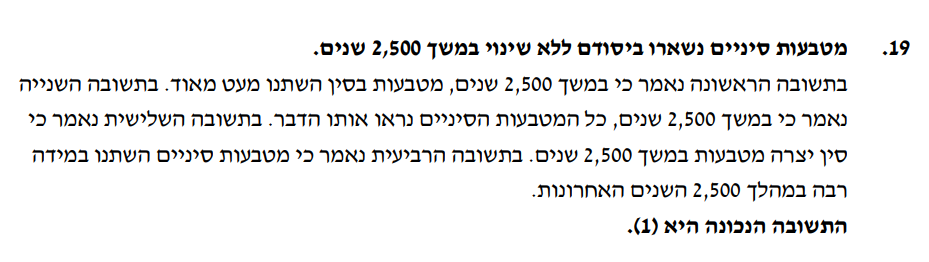 19. מטבעות סיניים נשארו ביסודם ללא שינוי במשך 2,500 שנים.
בתשובה הראשונה נאמר כי במשך 2,500 שנים, מטבעות בסין השתנו מעט מאוד. בתשובה השנייה
נאמר כי במשך 2,500 שנים, כל המטבעות הסיניים נראו אותו הדבר. בתשובה השלישית נאמר כי
סין יצרה מטבעות במשך 2,500 שנים. בתשובה הרביעית נאמר כי מטבעות סיניים השתנו במידה
רבה במהלך 2,500 השנים האחרונות.
התשובה הנכונה היא (1).